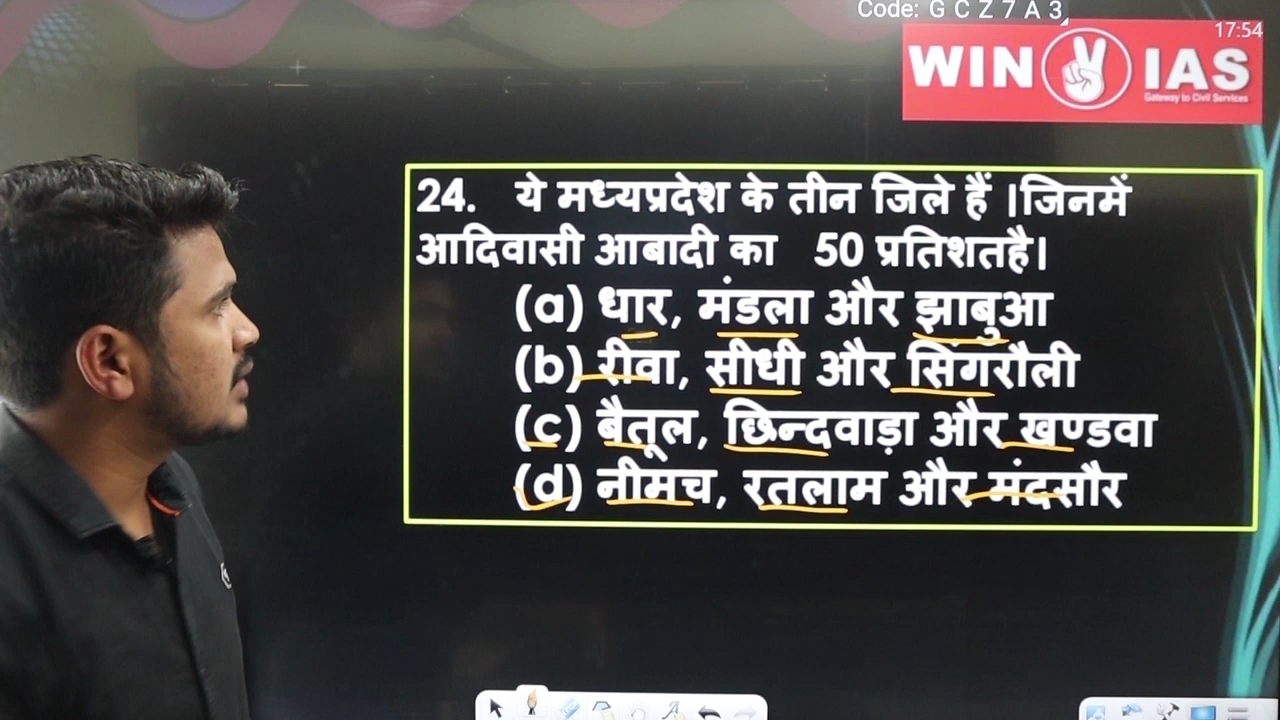 Code: G C Z 7 A 3
17:54
WIN IAS
Gateway to Civil Services
24. ये मध्यप्रदेश के तीन जिले हैं ।जिनमें
आदिवासी आबादी का 50 प्रतिशतहै।
(a) धार, मंडला और झाबुआ
(b) रीवा, सीधी और सिंगरौली
(c) बैतूल, छिन्दवाड़ा और खण्डवा
(d) नीमच, रतलाम और मंदसौर